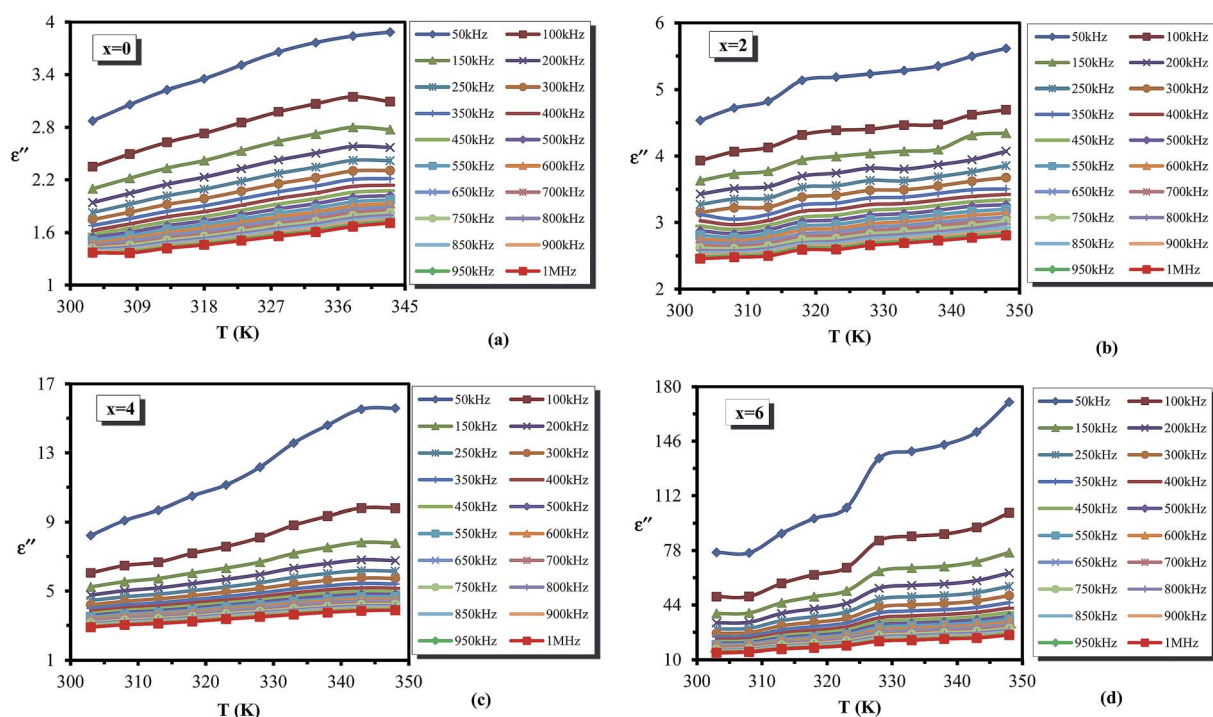 x=0
ε″
4
3.4
2.8
2.2
1.6
1
300 309 318 327 336 345
T (K)
(a)
50kHz 100kHz
150kHz 200kHz
250kHz 300kHz
350kHz 400kHz
450kHz 500kHz
550kHz 600kHz
650kHz 700kHz
750kHz 800kHz
850kHz 900kHz
950kHz 1MHz
x=2
ε″
6
5
4
3
2
300 310 320 330 340 350
T (K)
(b)
50kHz 100kHz
150kHz 200kHz
250kHz 300kHz
350kHz 400kHz
450kHz 500kHz
550kHz 600kHz
650kHz 700kHz
750kHz 800kHz
850kHz 900kHz
950kHz 1MHz
x=4
ε″
17
13
9
5
1
300 310 320 330 340 350
T (K)
(c)
50kHz 100kHz
150kHz 200kHz
250kHz 300kHz
350kHz 400kHz
450kHz 500kHz
550kHz 600kHz
650kHz 700kHz
750kHz 800kHz
850kHz 900kHz
950kHz 1MHz
x=6
ε″
180
146
112
78
44
10
300 310 320 330 340 350
T (K)
(d)
50kHz 100kHz
150kHz 200kHz
250kHz 300kHz
350kHz 400kHz
450kHz 500kHz
550kHz 600kHz
650kHz 700kHz
750kHz 800kHz
850kHz 900kHz
950kHz 1MHz